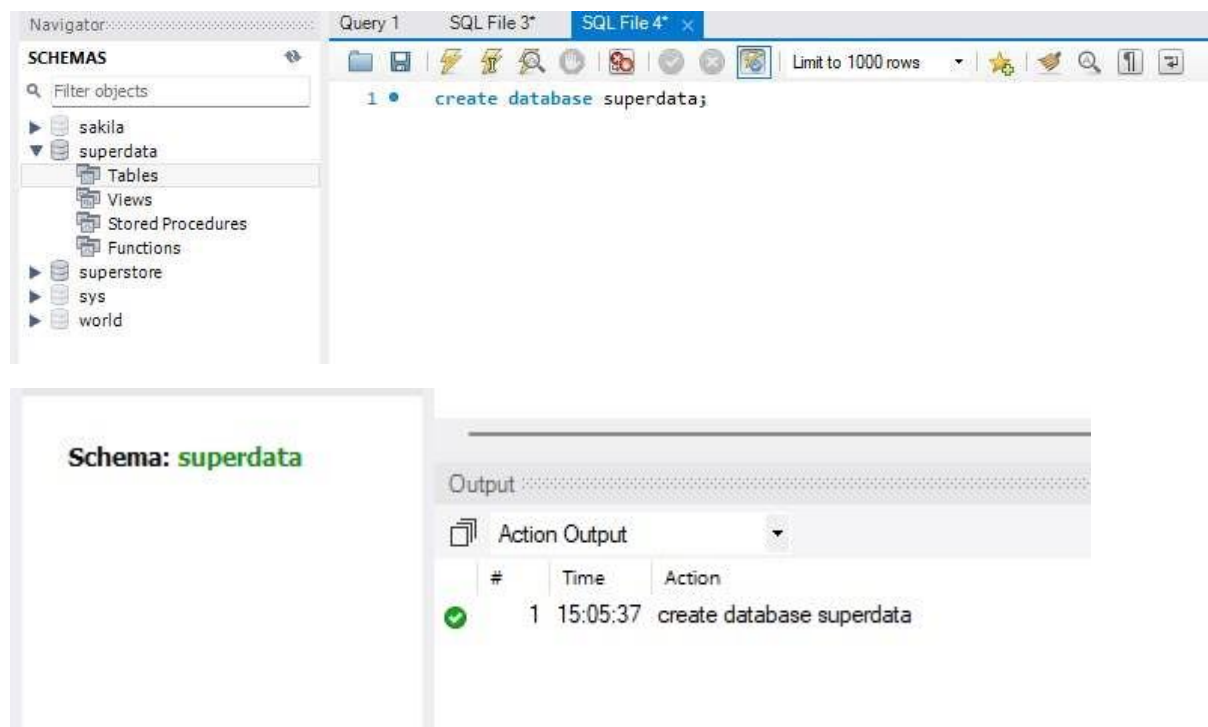 Navigator
Query 1 SQL File 3* SQL File 4* ×
SCHEMAS
Limit to 1000 rows
Filter objects
1 create database superdata;
sakila
superdata
Tables
Views
Stored Procedures
Functions
superstore
sys
world
Schema: superdata
Output
Action Output
# Time Action
1 15:05:37 create database superdata